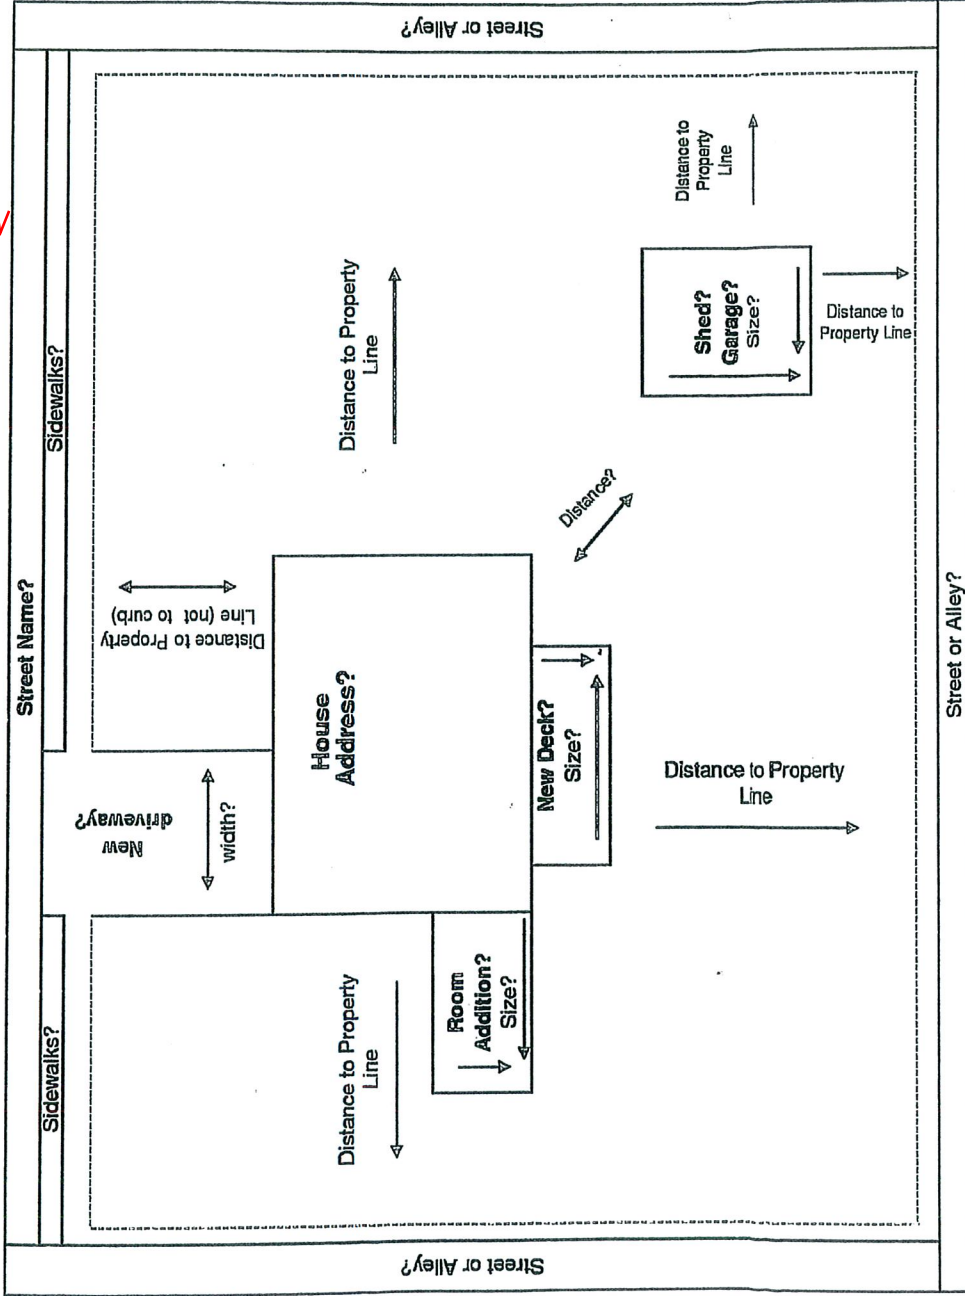 Street or Alley?
Street Name?
Sidewalks?
Sidewalks?
New
driveway?
width?
Distance to Property
Line (not to curb)
House
Address?
Distance to Property
Line
Distance to Property
Line
Room
Addition?
Size?
New Deck?
Size?
Distance?
Shed?
Garage?
Size?
Distance to
Property
Line
Distance to
Property Line
Distance to Property
Line
Street or Alley?
Street or Alley?